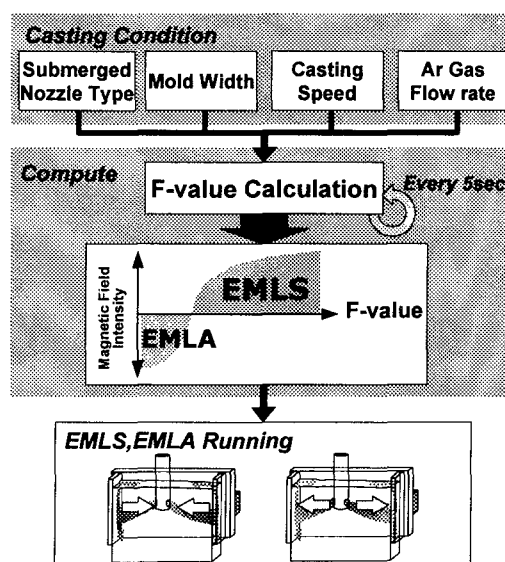 Casting Condition
Submerged
Nozzle Type
Mold Width
Casting
Speed
Ar Gas
Flow rate
Compute
F-value Calculation
Every 5sec
Magnetic Field
Intensity
EMLS
EMLA
F-value
EMLS,EMLA Running